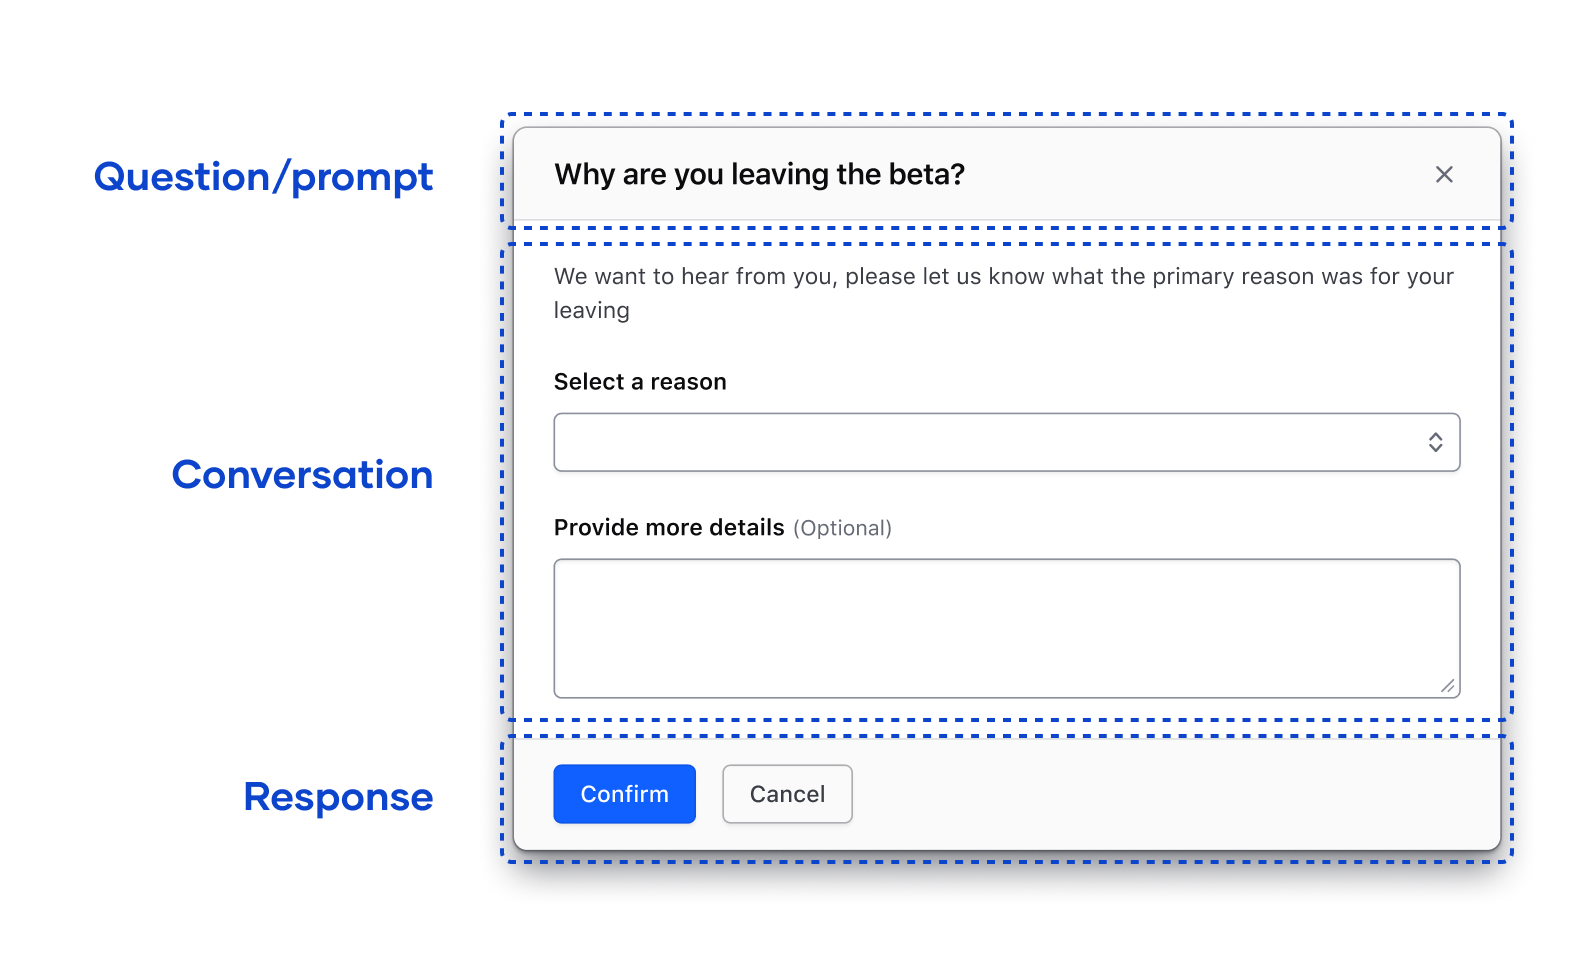 Question/prompt
Why are you leaving the beta?
We want to hear from you, please let us know what the primary reason was for your
leaving
Select a reason
Conversation
Provide more details (Optional)
Response
Confirm
Cancel